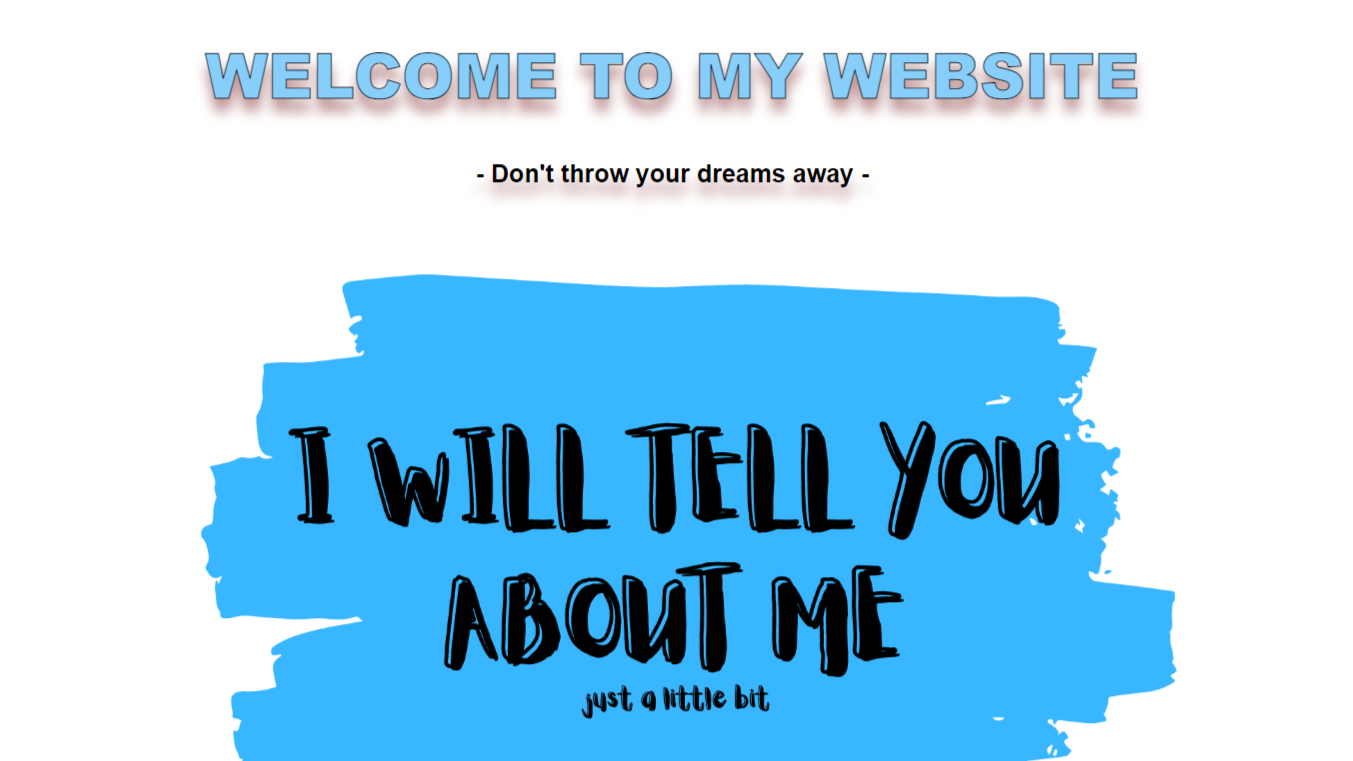 WELCOME TO MY WEBSITE
- Don't throw your dreams away -
I WILL TELL YOU
ABOUT ME
just a little bit